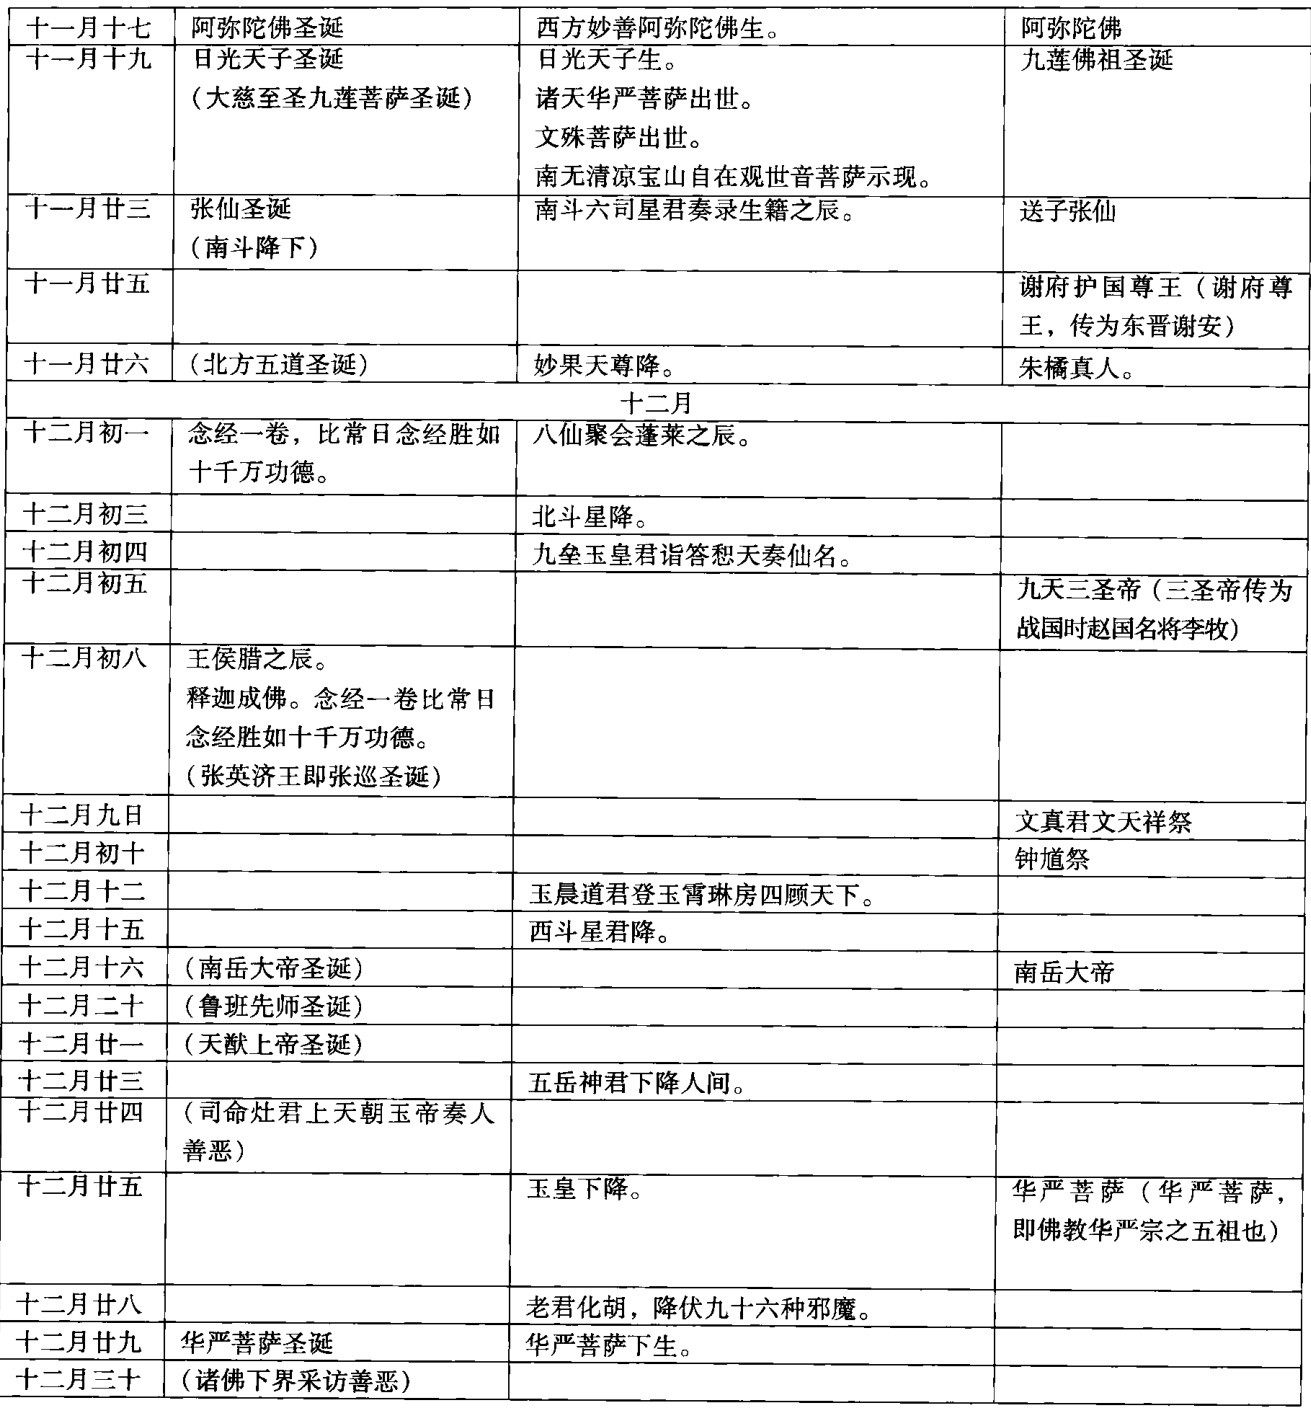 十一月十七 阿弥陀佛圣诞 西方妙善阿弥陀佛生。 阿弥陀佛
十一月十九 日光天子圣诞 日光天子生。 九莲佛祖圣诞
（大慈至圣九莲菩萨圣诞） 诸天华严菩萨出世。
文殊菩萨出世。
南无清凉宝山自在观世音菩萨示现。
十一月廿三 张仙圣诞 南斗六司星君奏录生籍之辰。 送子张仙
（南斗降下）
十一月廿五 谢府护国尊王（谢府尊
王，传为东晋谢安）
十一月廿六 （北方五道圣诞） 妙果天尊降。 朱橘真人。
十二月
十二月初一 念经一卷，比常日念经胜如 八仙聚会蓬莱之辰。
十千万功德。
十二月初三 北斗星降。
十二月初四 九垒玉皇君诣答恕天奏仙名。
十二月初五 九天三圣帝（三圣帝传为
战国时赵国名将李牧）
十二月初八 王侯腊之辰。
释迦成佛。念经一卷比常日
念经胜如十千万功德。
（张英济王即张巡圣诞）
十二月九日 文真君文天祥祭
十二月初十 钟馗祭
十二月十二 玉晨道君登玉霄琳房四顾天下。
十二月十五 西斗星君降。
十二月十六 （南岳大帝圣诞） 南岳大帝
十二月二十 （鲁班先师圣诞）
十二月廿一 （天猷上帝圣诞）
十二月廿三 五岳神君下降人间。
十二月廿四 （司命灶君上天朝玉帝奏人
善恶）
十二月廿五 玉皇下降。 华严菩萨（华严菩萨，
即佛教华严宗之五祖也）
十二月廿八 老君化胡，降伏九十六种邪魔。
十二月廿九 华严菩萨圣诞 华严菩萨下生。
十二月三十 （诸佛下界采访善恶）